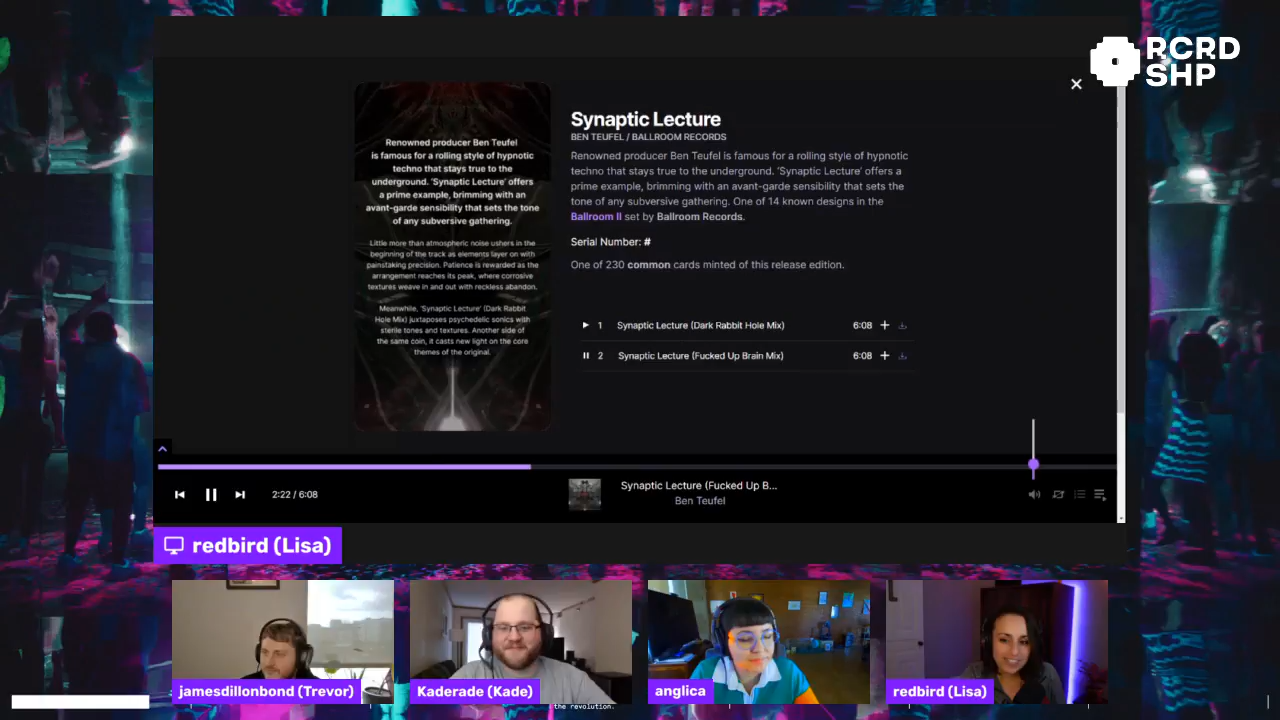 RCRD
SHP
Renowned producer Ben Teufel
is famous for a rolling style of hypnotic
techno that stays true to the
underground. 'Synaptic Lecture' offers
a prime example, brimming with an
avant-garde sensibility that sets the tone
of any subversive gathering.
Little more than atmospheric noise ushers in the
beginning of the track as elements layer on with
painstaking precision. Patience is rewarded as the
arrangement reaches its peak, where corrosive
textures weave in and out with reckless abandon.
Meanwhile, 'Synaptic Lecture' (Dark Rabbit
Hole Mix) juxtaposes psychedelic sonics with
sterile tones and textures. Another side of
the same coin, it casts new light on the core
themes of the original.
Synaptic Lecture
BEN TEUFEL / BALLROOM RECORDS
Renowned producer Ben Teufel is famous for a rolling style of hypnotic
techno that stays true to the underground. 'Synaptic Lecture' offers a
prime example, brimming with an avant-garde sensibility that sets the
tone of any subversive gathering. One of 14 known designs in the
Ballroom II set by Ballroom Records.
Serial Number: #
One of 230 common cards minted of this release edition.
1 Synaptic Lecture (Dark Rabbit Hole Mix) 6:08
2 Synaptic Lecture (Fucked Up Brain Mix) 6:08
2:22 / 6:08
Synaptic Lecture (Fucked Up B...
Ben Teufel
redbird (Lisa)
jamesdillonbond (Trevor)
Kaderade (Kade)
anglica
redbird (Lisa)
the revolution.